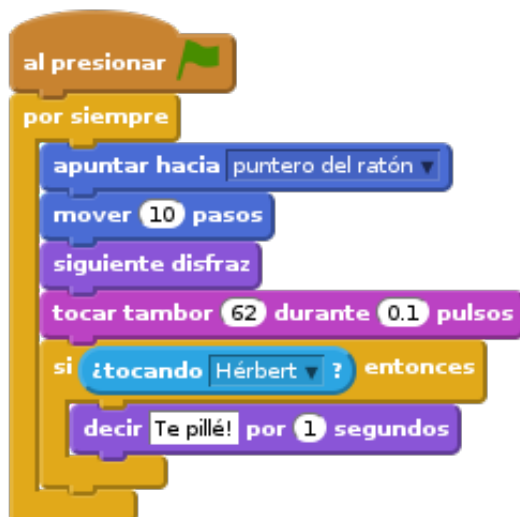 al presionar
por siempre
apuntar hacia puntero del ratón
mover 10 pasos
siguiente disfraz
tocar tambor 62 durante 0.1 pulsos
si ¿tocando Hérbert ? entonces
decir Te pillé! por 1 segundos